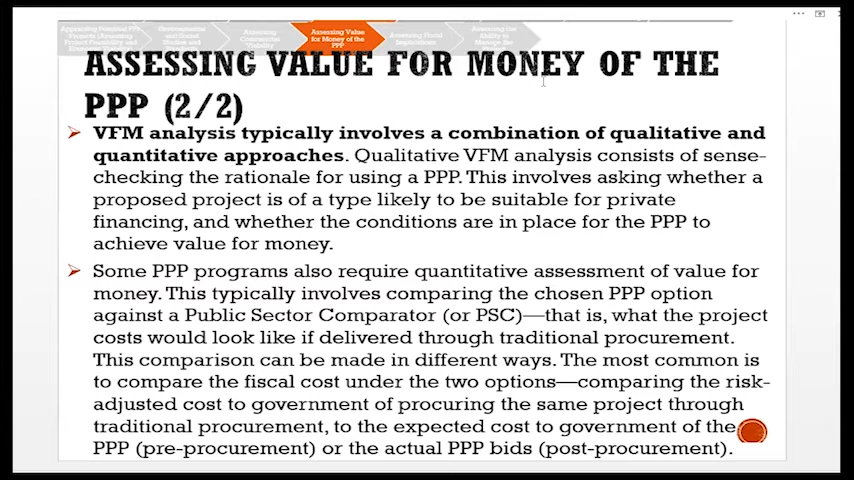 Assessing Value
for Money of the
PPP
Assessing Fiscal
Implications
Assessing
Commercial
Viability
ASSESSING VALUE FOR MONEY OF THE
PPP (2/2)
VFM analysis typically involves a combination of qualitative and
quantitative approaches. Qualitative VFM analysis consists of sense-
checking the rationale for using a PPP. This involves asking whether a
proposed project is of a type likely to be suitable for private
financing, and whether the conditions are in place for the PPP to
achieve value for money.
Some PPP programs also require quantitative assessment of value for
money. This typically involves comparing the chosen PPP option
against a Public Sector Comparator (or PSC)—that is, what the project
costs would look like if delivered through traditional procurement.
This comparison can be made in different ways. The most common is
to compare the fiscal cost under the two options—comparing the risk-
adjusted cost to government of procuring the same project through
traditional procurement, to the expected cost to government of the
PPP (pre-procurement) or the actual PPP bids (post-procurement).